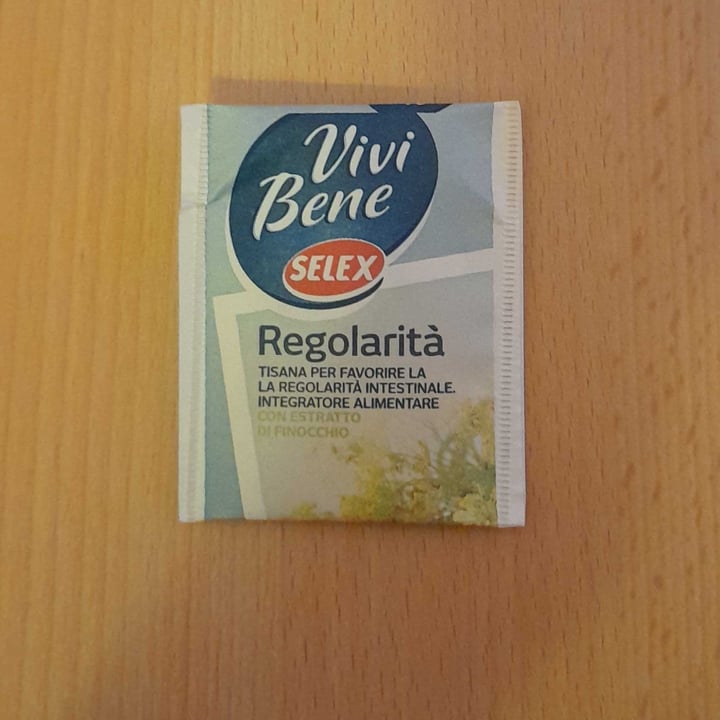 Vivi
Bene
SELEX
Regolarità
TISANA PER FAVORIRE LA
LA REGOLARITÀ INTESTINALE.
INTEGRATORE ALIMENTARE
CON ESTRATTO
DI FINOCCHIO